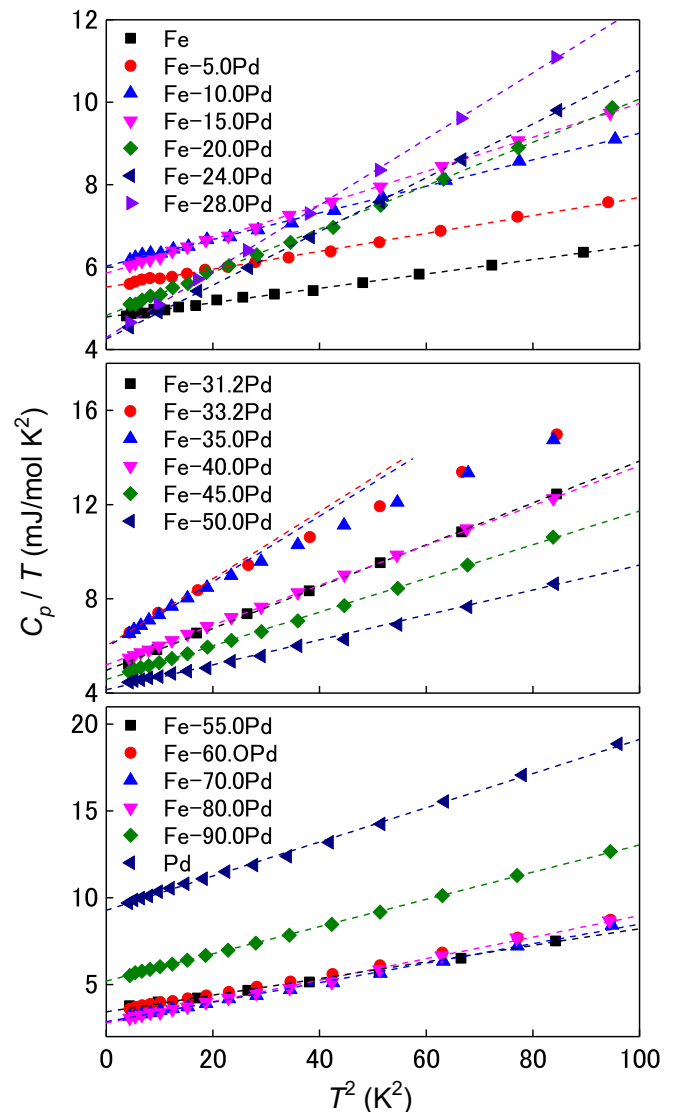 12
10
8
6
4
Fe
Fe-5.0Pd
Fe-10.0Pd
Fe-15.0Pd
Fe-20.0Pd
Fe-24.0Pd
Fe-28.0Pd
16
12
8
4
Fe-31.2Pd
Fe-33.2Pd
Fe-35.0Pd
Fe-40.0Pd
Fe-45.0Pd
Fe-50.0Pd
Cp / T (mJ/mol K²)
20
15
10
5
Fe-55.0Pd
Fe-60.OPd
Fe-70.0Pd
Fe-80.0Pd
Fe-90.0Pd
Pd
0 20 40 60 80 100
T² (K²)